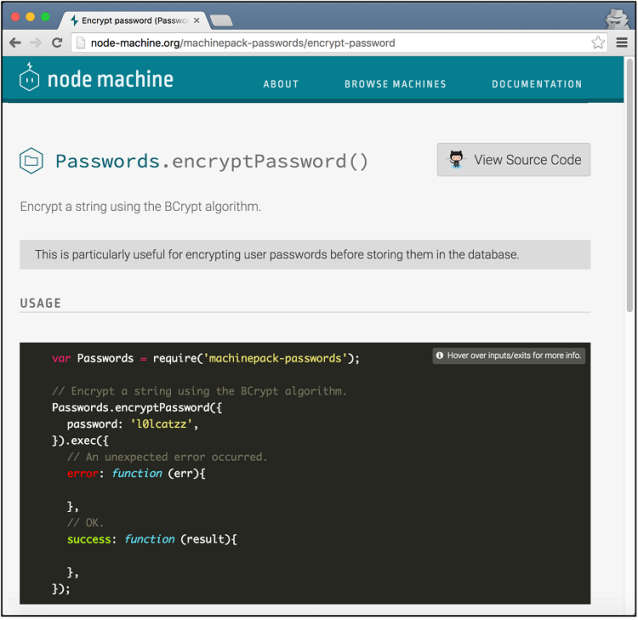 Encrypt password (Passwo
node-machine.org/machinepack-passwords/encrypt-password
node machine
ABOUT
BROWSE MACHINES
DOCUMENTATION
Passwords.encryptPassword()
View Source Code
Encrypt a string using the BCrypt algorithm.
This is particularly useful for encrypting user passwords before storing them in the database.
USAGE
var Passwords = require('machinepack-passwords');
Hover over inputs/exits for more info.
// Encrypt a string using the BCrypt algorithm.
Passwords.encryptPassword({
password: 'l0lcatzz',
}).exec({
// An unexpected error occurred.
error: function (err){
},
// OK.
success: function (result){
},
});